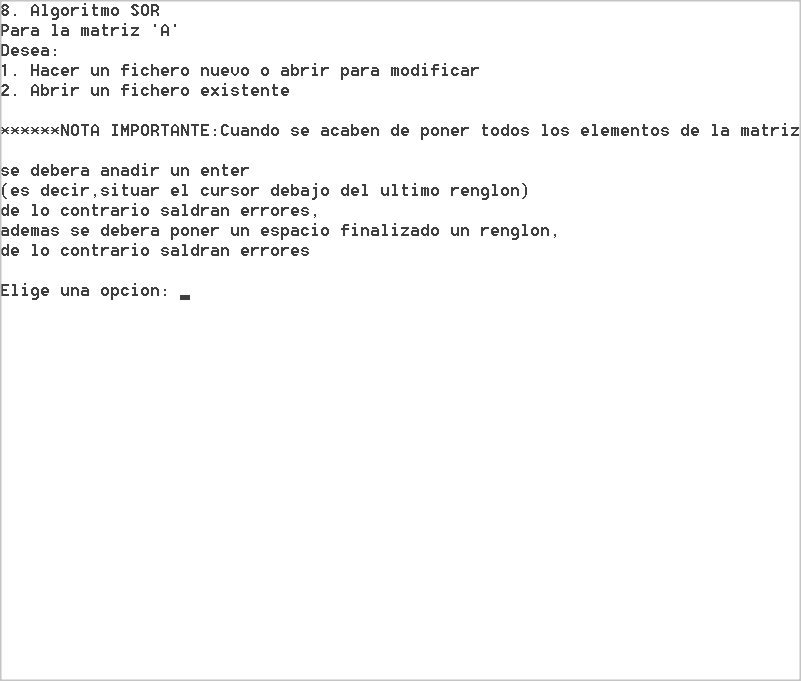 8. Algoritmo SOR
Para la matriz 'A'
Desea:
1. Hacer un fichero nuevo o abrir para modificar
2. Abrir un fichero existente
******NOTA IMPORTANTE:Cuando se acaben de poner todos los elementos de la matriz
se debera anadir un enter
(es decir,situar el cursor debajo del ultimo renglon)
de lo contrario saldran errores,
ademas se debera poner un espacio finalizado un renglon,
de lo contrario saldran errores
Elige una opcion: _